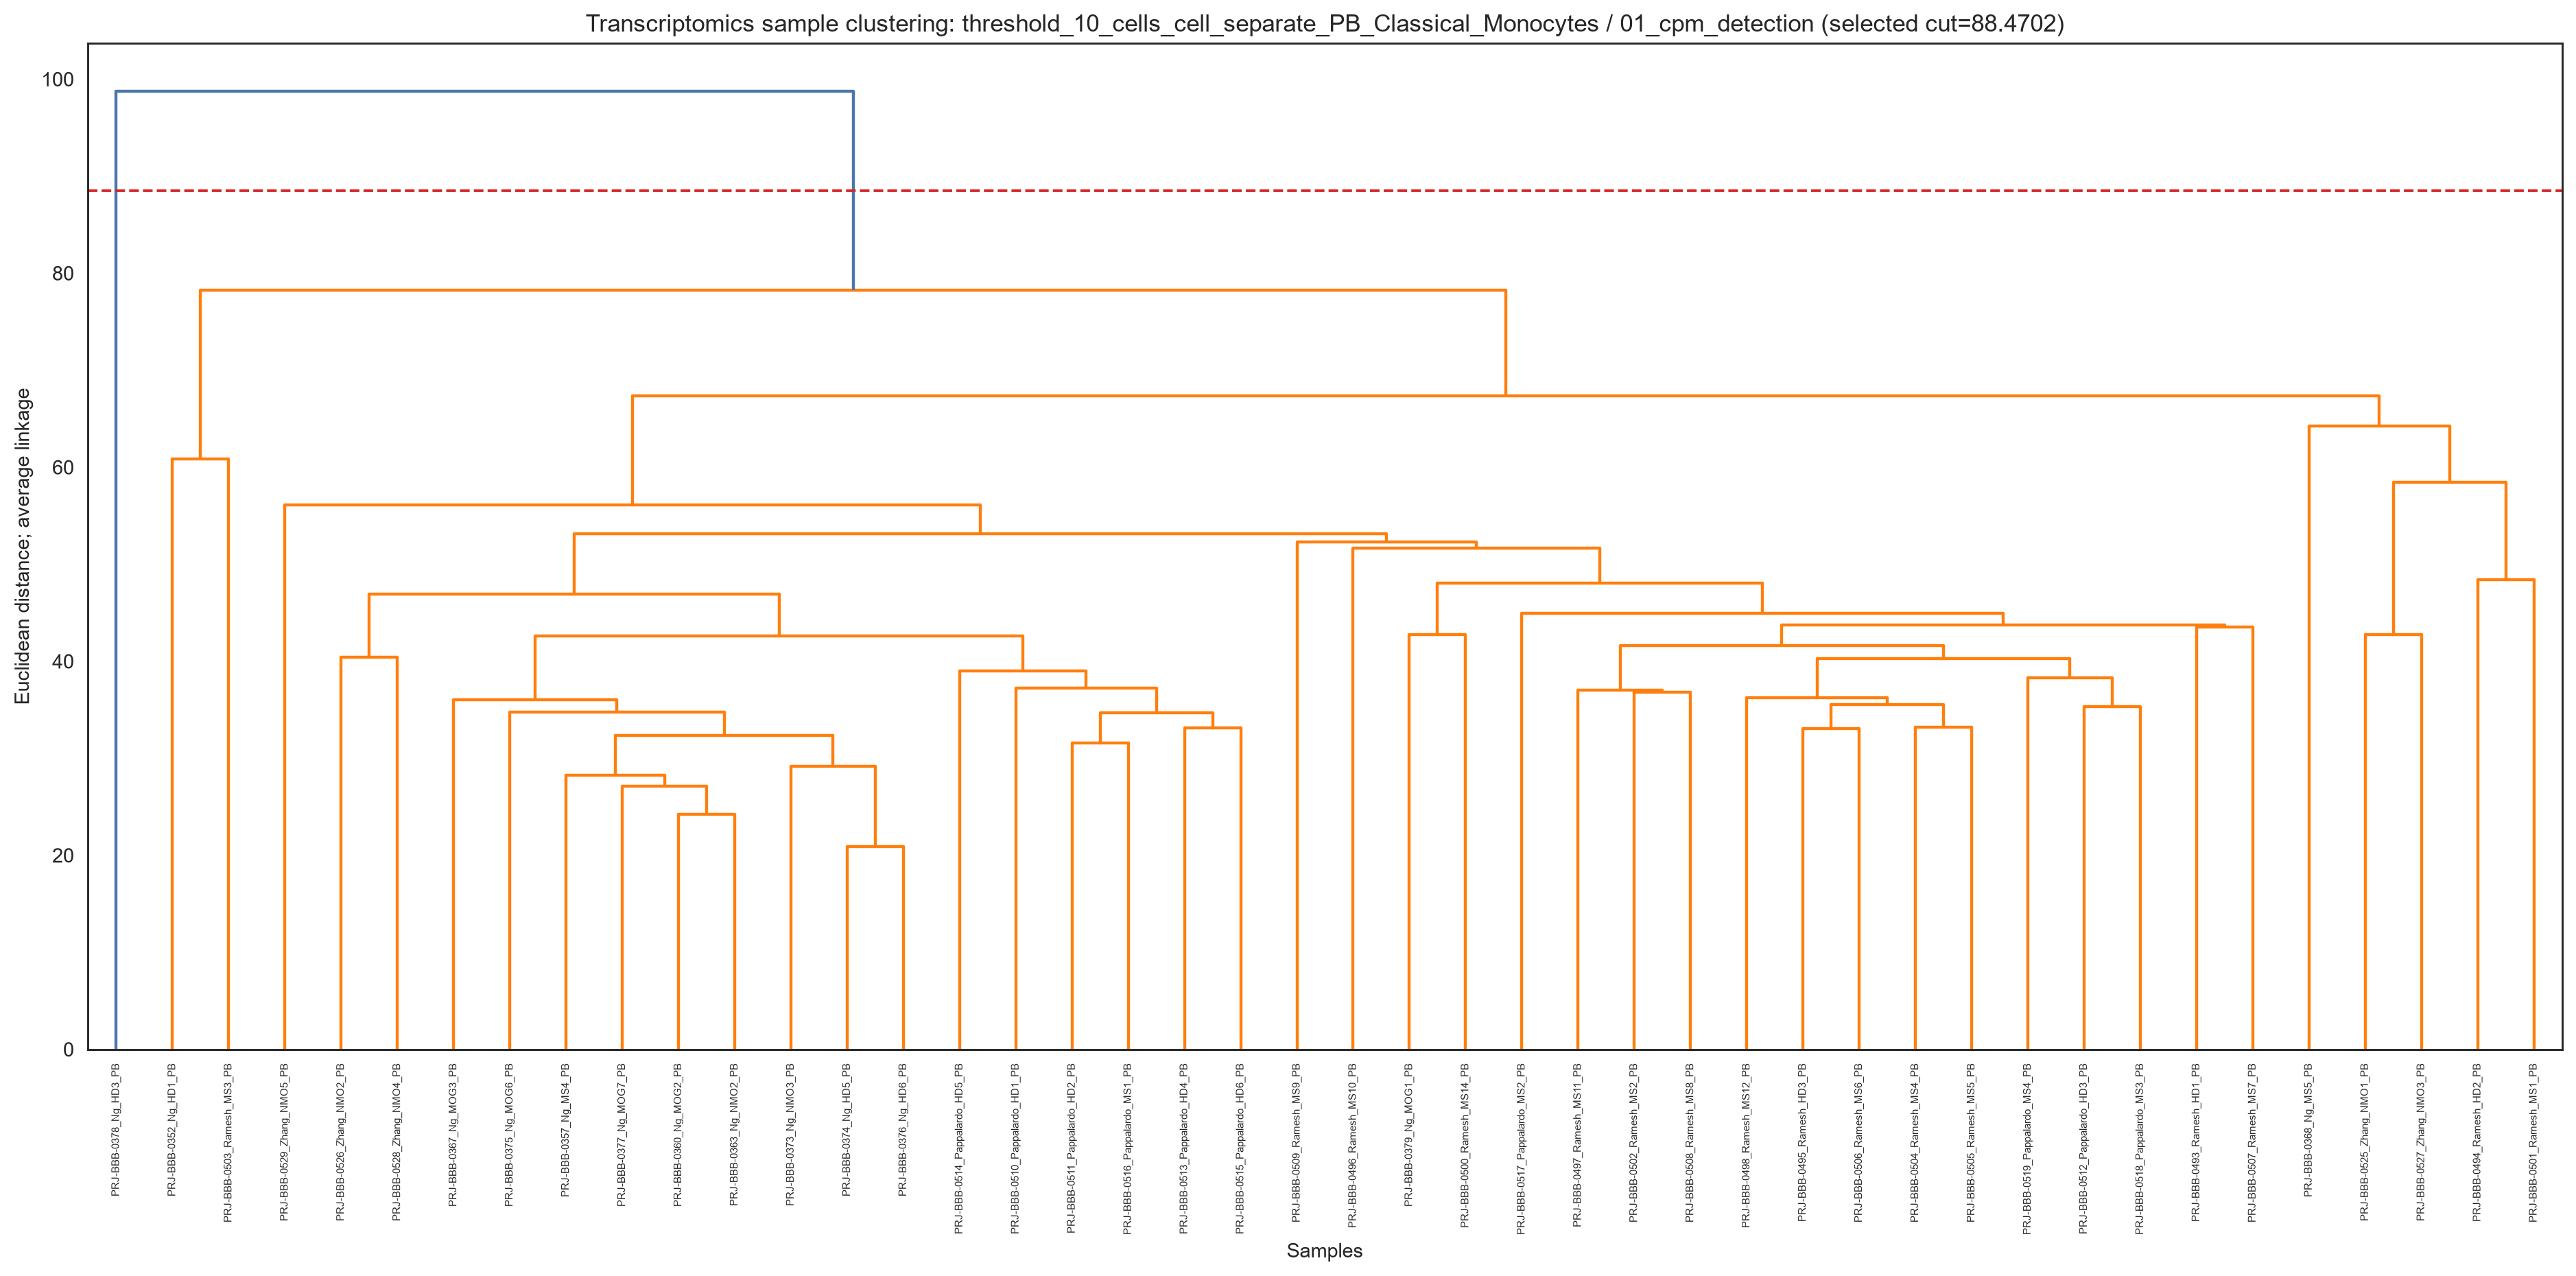 Transcriptomics sample clustering: threshold_10_cells_cell_separate_PB_Classical_Monocytes / 01_cpm_detection (selected cut=88.4702)
Euclidean distance; average linkage
100
80
60
40
20
0
PRJ-BBB-0378_Ng_HD3_PB
PRJ-BBB-0352_Ng_HD1_PB
PRJ-BBB-0503_Ramesh_MS3_PB
PRJ-BBB-0529_Zhang_NMO5_PB
PRJ-BBB-0526_Zhang_NMO2_PB
PRJ-BBB-0528_Zhang_NMO4_PB
PRJ-BBB-0367_Ng_MOG3_PB
PRJ-BBB-0375_Ng_MOG6_PB
PRJ-BBB-0357_Ng_MS4_PB
PRJ-BBB-0377_Ng_MOG7_PB
PRJ-BBB-0360_Ng_MOG2_PB
PRJ-BBB-0363_Ng_NMO2_PB
PRJ-BBB-0373_Ng_NMO3_PB
PRJ-BBB-0374_Ng_HD5_PB
PRJ-BBB-0376_Ng_HD6_PB
PRJ-BBB-0514_Pappalardo_HD5_PB
PRJ-BBB-0510_Pappalardo_HD1_PB
PRJ-BBB-0511_Pappalardo_HD2_PB
PRJ-BBB-0516_Pappalardo_MS1_PB
PRJ-BBB-0513_Pappalardo_HD4_PB
PRJ-BBB-0515_Pappalardo_HD6_PB
PRJ-BBB-0509_Ramesh_MS9_PB
PRJ-BBB-0496_Ramesh_MS10_PB
PRJ-BBB-0379_Ng_MOG1_PB
PRJ-BBB-0500_Ramesh_MS14_PB
PRJ-BBB-0517_Pappalardo_MS2_PB
PRJ-BBB-0497_Ramesh_MS11_PB
PRJ-BBB-0502_Ramesh_MS2_PB
PRJ-BBB-0508_Ramesh_MS8_PB
PRJ-BBB-0498_Ramesh_MS12_PB
PRJ-BBB-0495_Ramesh_HD3_PB
PRJ-BBB-0506_Ramesh_MS6_PB
PRJ-BBB-0504_Ramesh_MS4_PB
PRJ-BBB-0505_Ramesh_MS5_PB
PRJ-BBB-0519_Pappalardo_MS4_PB
PRJ-BBB-0512_Pappalardo_HD3_PB
PRJ-BBB-0518_Pappalardo_MS3_PB
PRJ-BBB-0493_Ramesh_HD1_PB
PRJ-BBB-0507_Ramesh_MS7_PB
PRJ-BBB-0368_Ng_MS5_PB
PRJ-BBB-0525_Zhang_NMO1_PB
PRJ-BBB-0527_Zhang_NMO3_PB
PRJ-BBB-0494_Ramesh_HD2_PB
PRJ-BBB-0501_Ramesh_MS1_PB
Samples